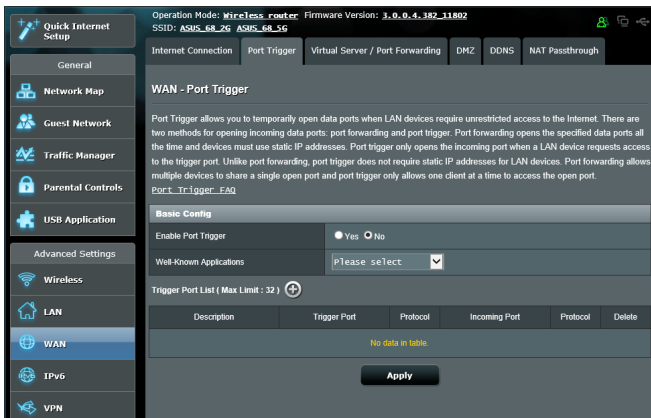 Quick Internet Setup
Operation Mode: Wireless router Firmware Version: 3.0.0.4.382_11802
SSID: ASUS_68_2G ASUS_68_5G
Internet Connection Port Trigger Virtual Server / Port Forwarding DMZ DDNS NAT Passthrough
General
Network Map
Guest Network
Traffic Manager
Parental Controls
USB Application
Advanced Settings
Wireless
LAN
WAN
IPv6
VPN
WAN - Port Trigger
Port Trigger allows you to temporarily open data ports when LAN devices require unrestricted access to the Internet. There are
two methods for opening incoming data ports: port forwarding and port trigger. Port forwarding opens the specified data ports all
the time and devices must use static IP addresses. Port trigger only opens the incoming port when a LAN device requests access
to the trigger port. Unlike port forwarding, port trigger does not require static IP addresses for LAN devices. Port forwarding allows
multiple devices to share a single open port and port trigger only allows one client at a time to access the open port.
Port Trigger FAQ
Basic Config
Enable Port Trigger Yes No
Well-Known Applications Please select
Trigger Port List ( Max Limit : 32 )
Description Trigger Port Protocol Incoming Port Protocol Delete
No data in table.
Apply